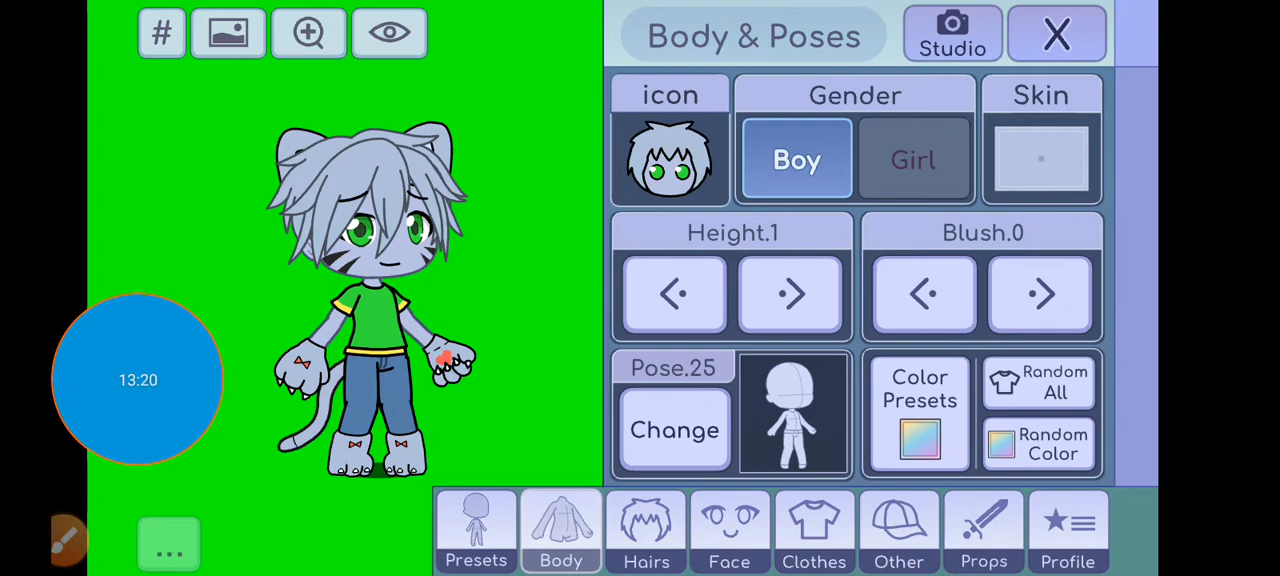 #
Body & Poses
Studio
X
icon
Gender
Skin
Boy
Girl
Height.1
Blush.0
13:20
Pose.25
Change
Color
Presets
Random
All
Random
Color
...
Presets
Body
Hairs
Face
Clothes
Other
Props
Profile